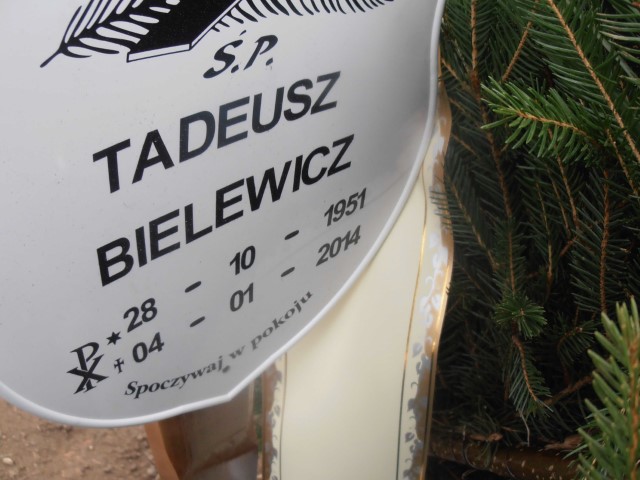 Ś.P.
TADEUSZ
BIELEWICZ
* 28 - 10 - 1951
† 04 - 01 - 2014
Spoczywaj w pokoju